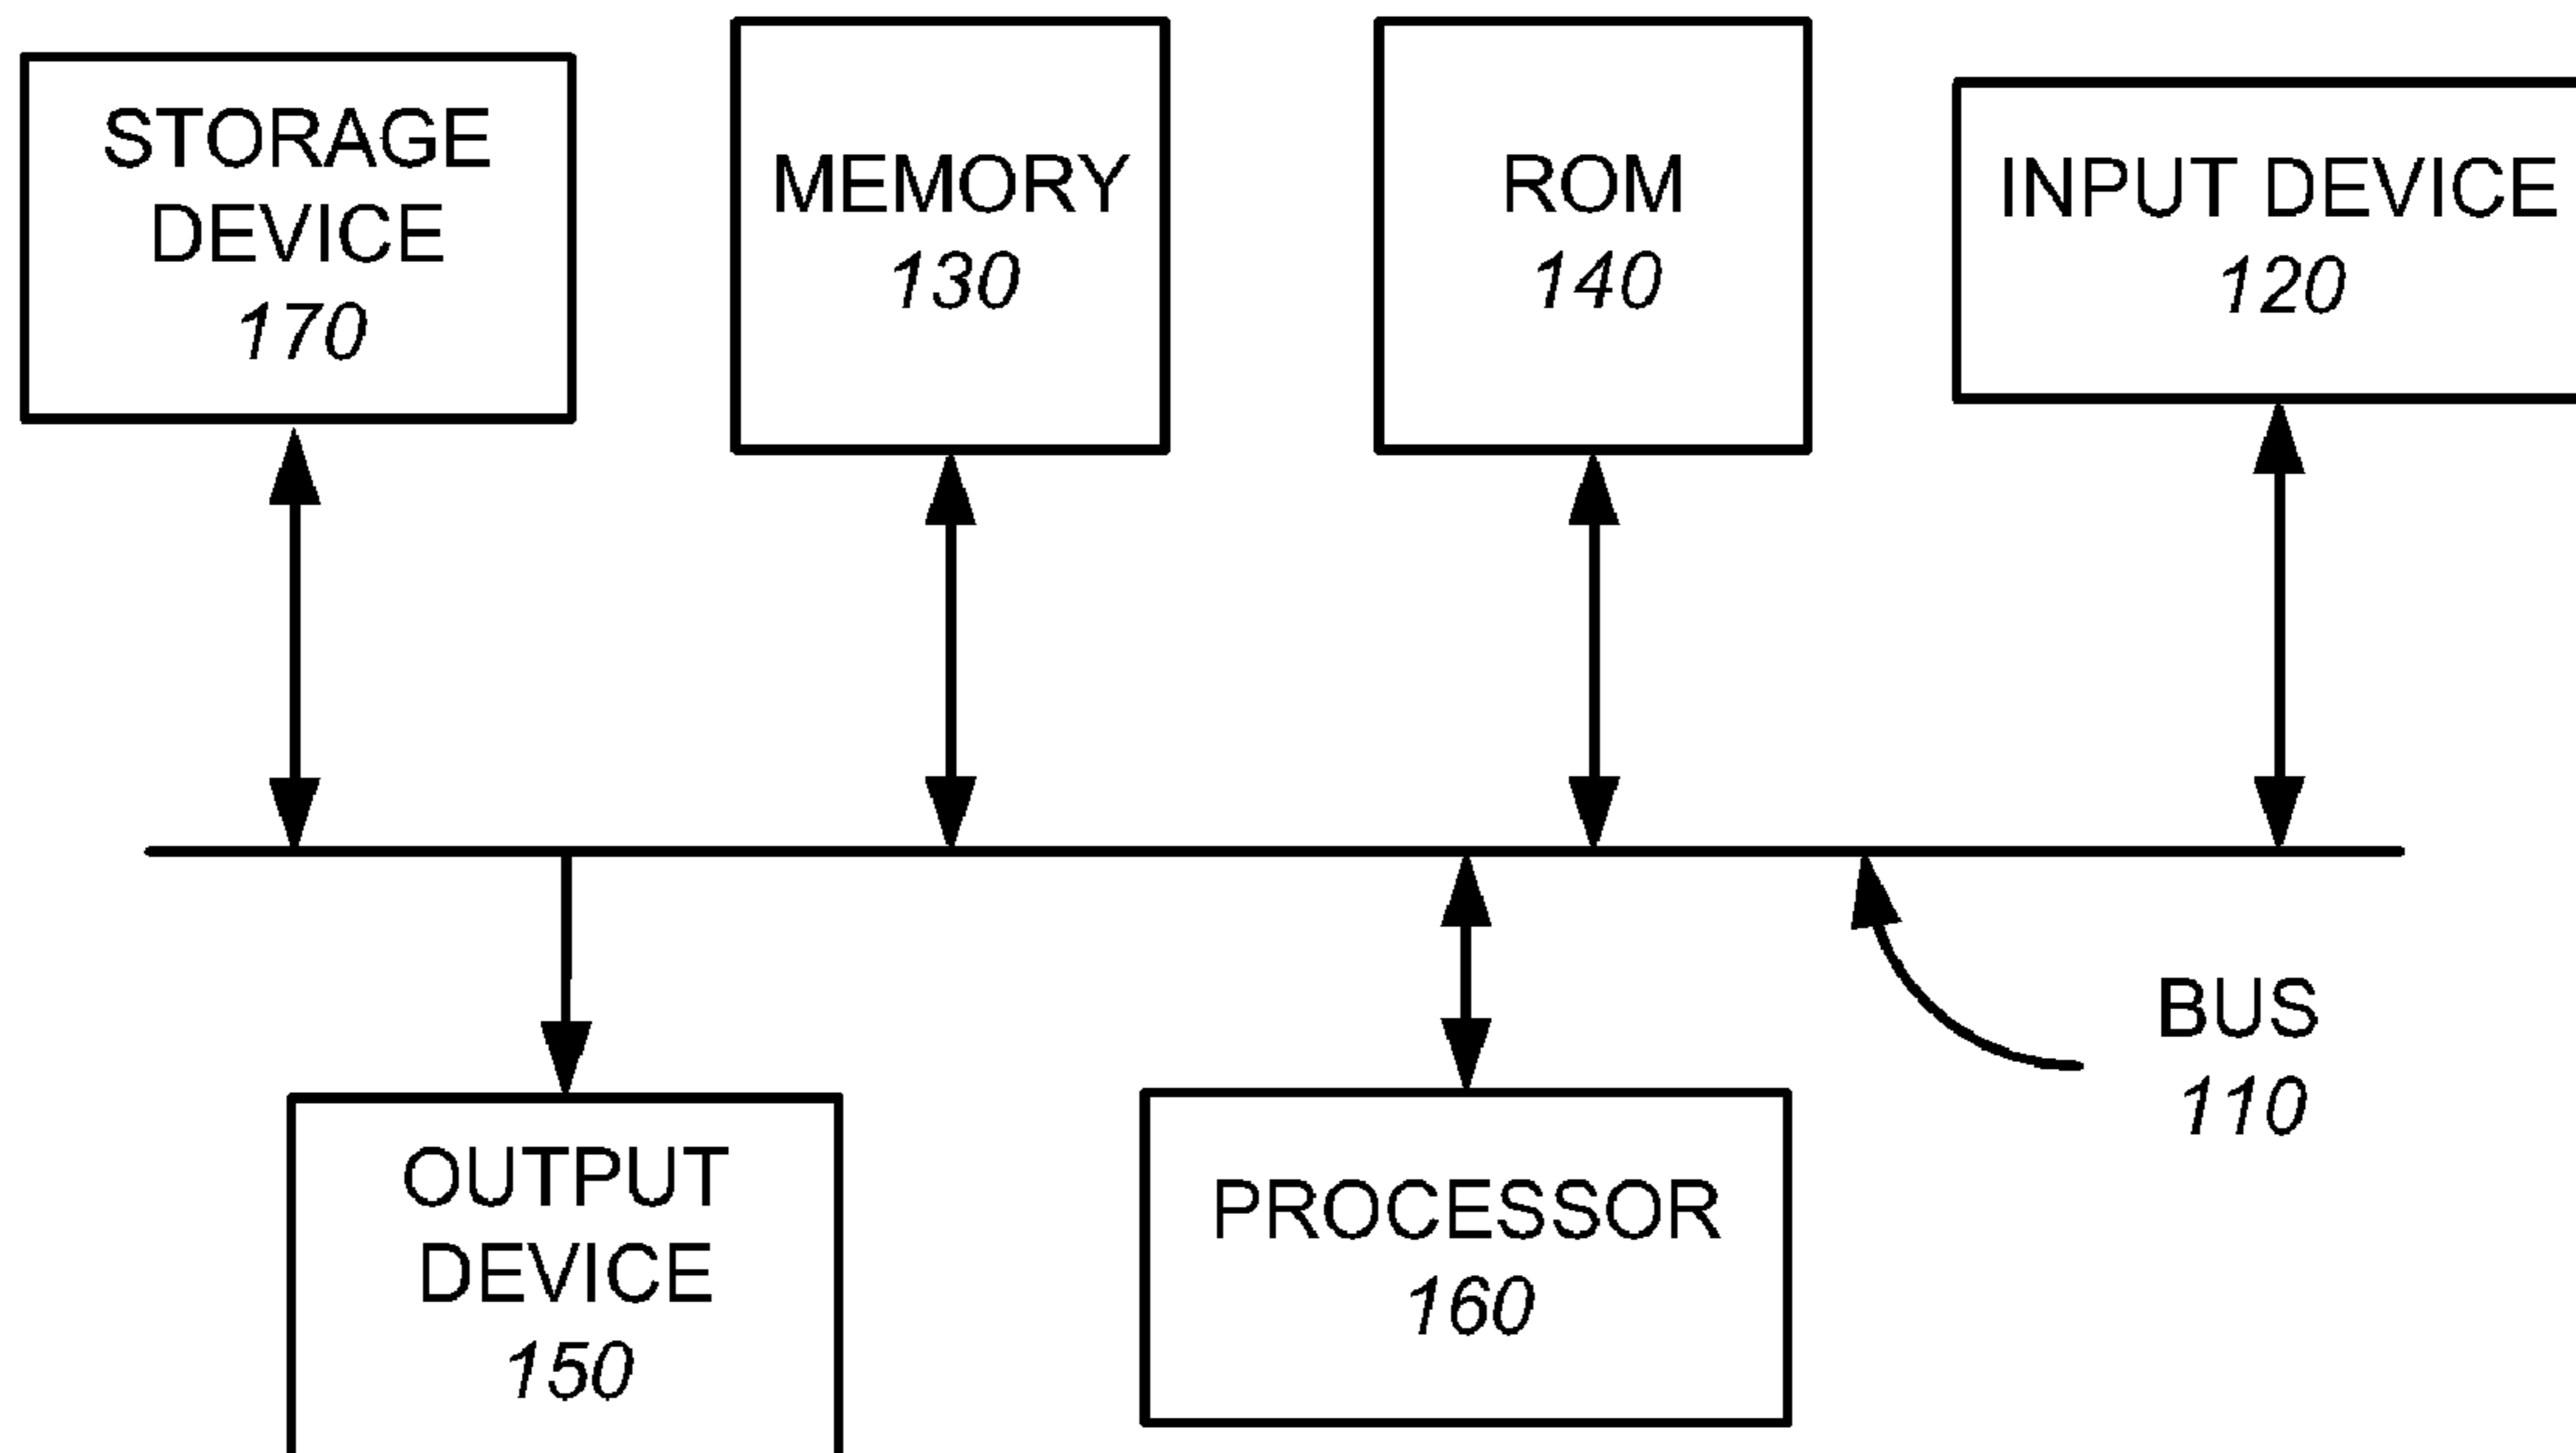 STORAGE
DEVICE
170
MEMORY
130
ROM
140
INPUT DEVICE
120
OUTPUT
DEVICE
150
PROCESSOR
160
BUS
110